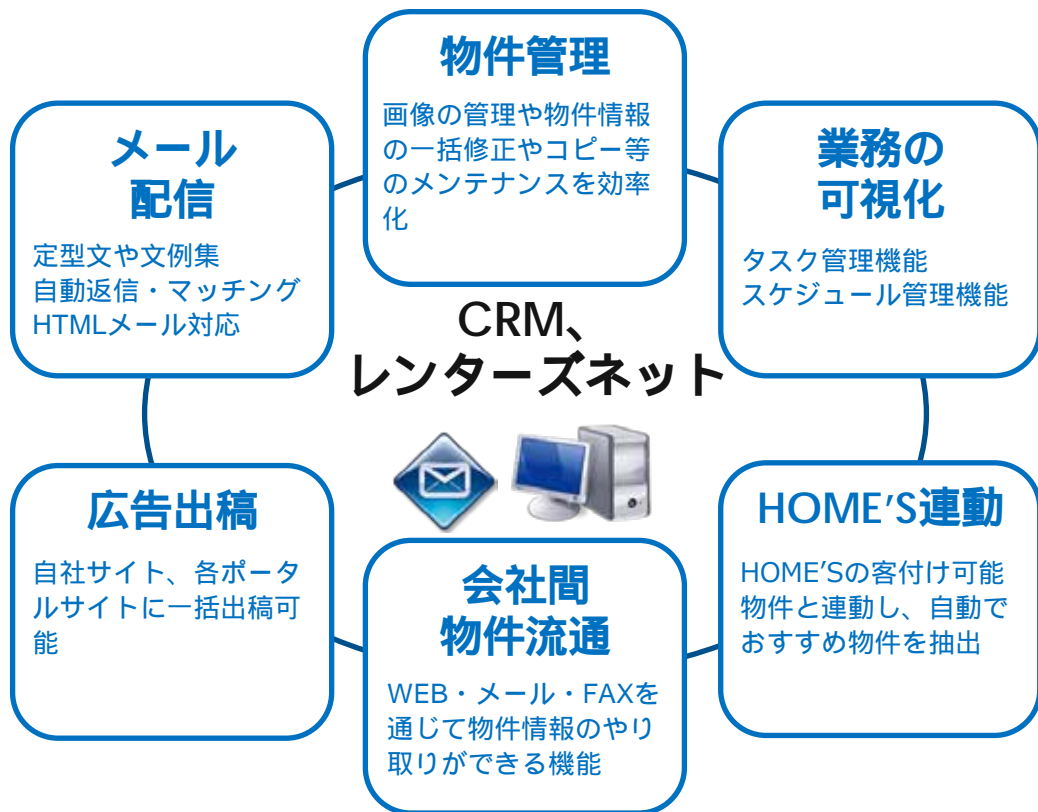 物件管理
画像の管理や物件情報
の一括修正やコピー等
のメンテナンスを効率
化
メール
配信
定型文や文例集
自動返信・マッチング
HTMLメール対応
業務の
可視化
タスク管理機能
スケジュール管理機能
CRM、
レンターズネット
広告出稿
自社サイト、各ポータ
ルサイトに一括出稿可
能
会社間
物件流通
WEB・メール・FAXを
通じて物件情報のやり
取りができる機能
HOME'S連動
HOME'Sの客付け可能
物件と連動し、自動で
おすすめ物件を抽出